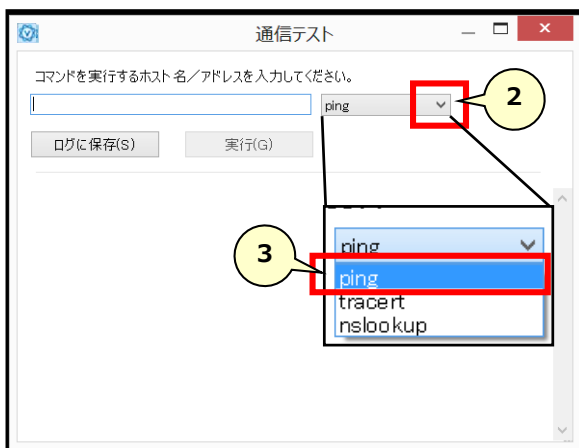 通信テスト
コマンドを実行するホスト名／アドレスを入力してください。
ping
2
ログに保存(S)
実行(G)
3
ping
ping
tracert
nslookup